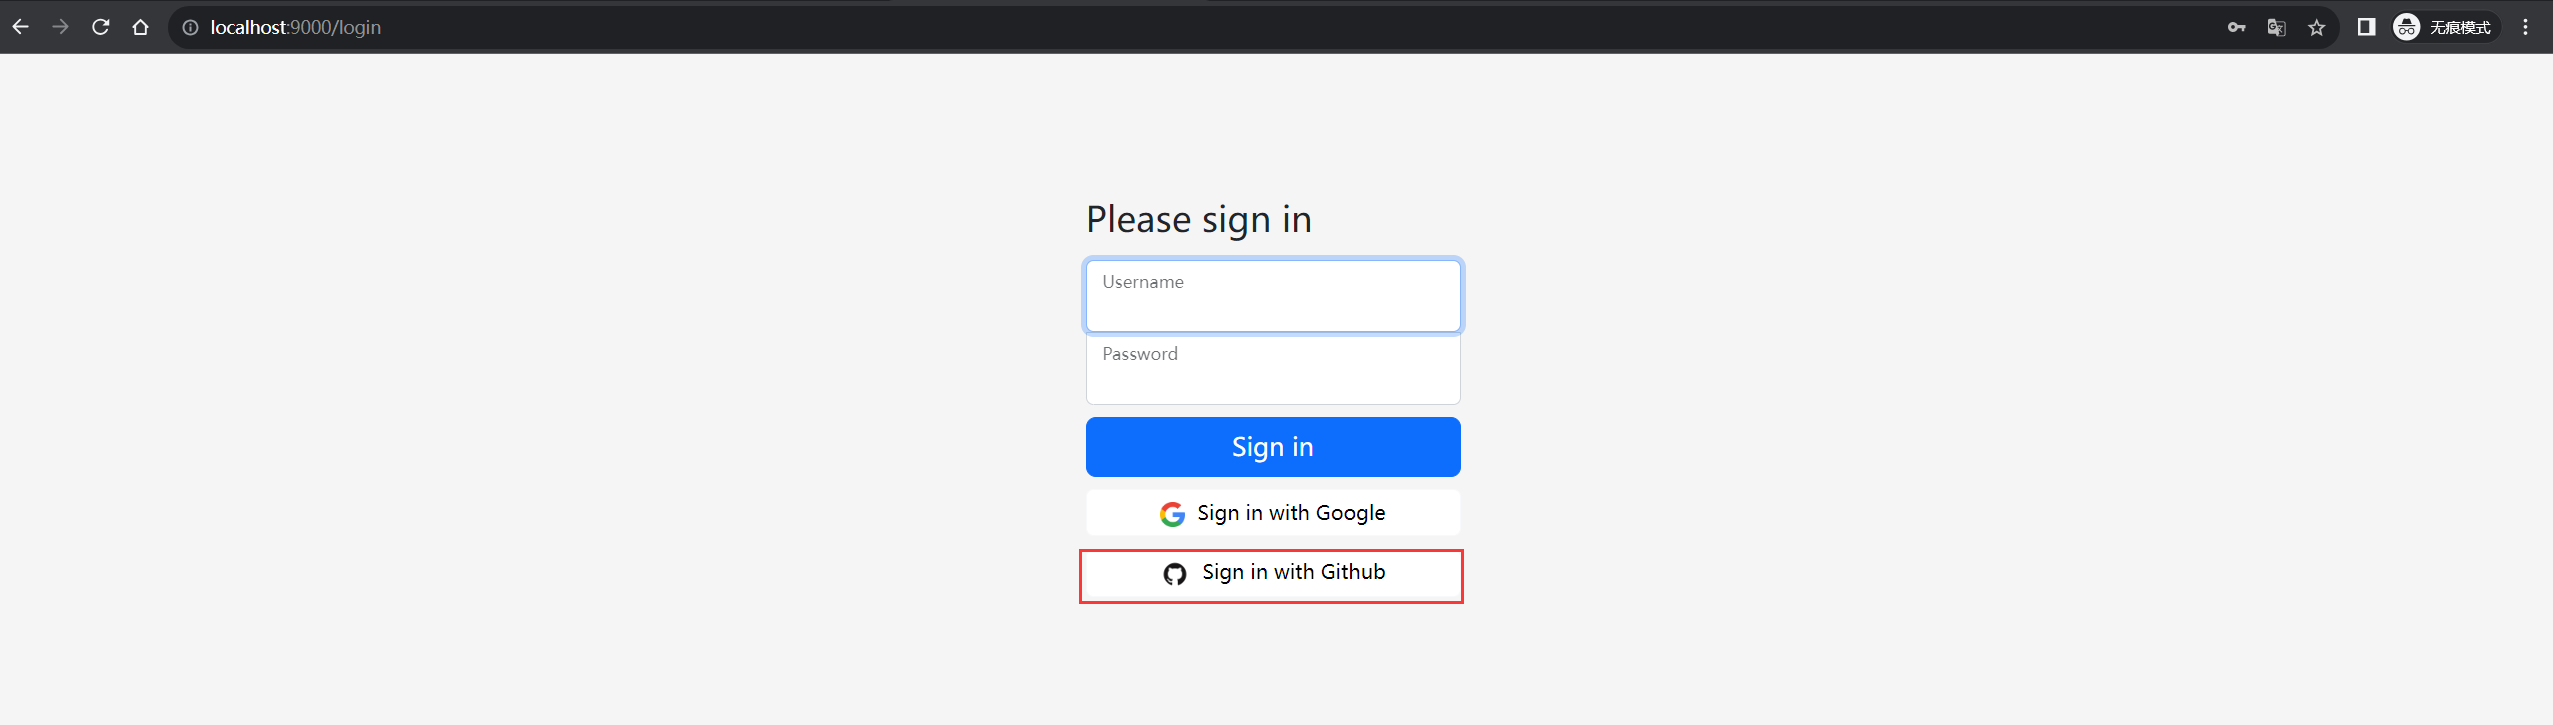 localhost:9000/login
无痕模式
Please sign in
Username
Password
Sign in
Sign in with Google
Sign in with Github